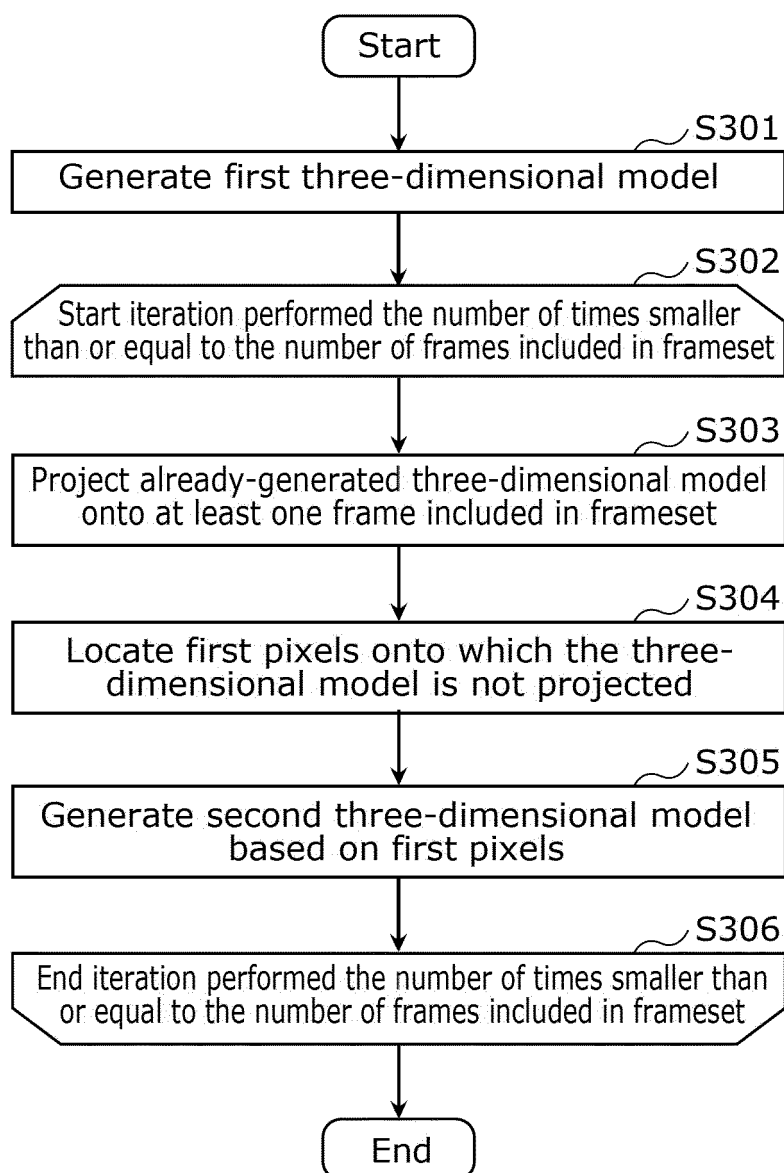 Start
S301
Generate first three-dimensional model
S302
Start iteration performed the number of times smaller
than or equal to the number of frames included in frameset
S303
Project already-generated three-dimensional model
onto at least one frame included in frameset
S304
Locate first pixels onto which the three-
dimensional model is not projected
S305
Generate second three-dimensional model
based on first pixels
S306
End iteration performed the number of times smaller than
or equal to the number of frames included in frameset
End